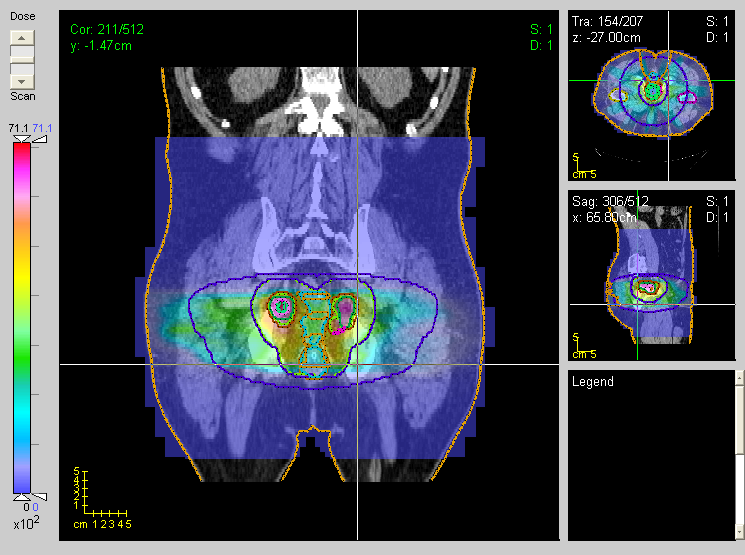 Dose
Scan
71.1 71.1
0 0
x10²
Cor: 211/512
y: -1.47cm
S: 1
D: 1
5
4
3
2
1
cm 1 2 3 4 5
Tra: 154/207
z: -27.00cm
S: 1
D: 1
5
cm 5
Sag: 306/512
x: 65.80cm
S: 1
D: 1
5
cm 5
Legend